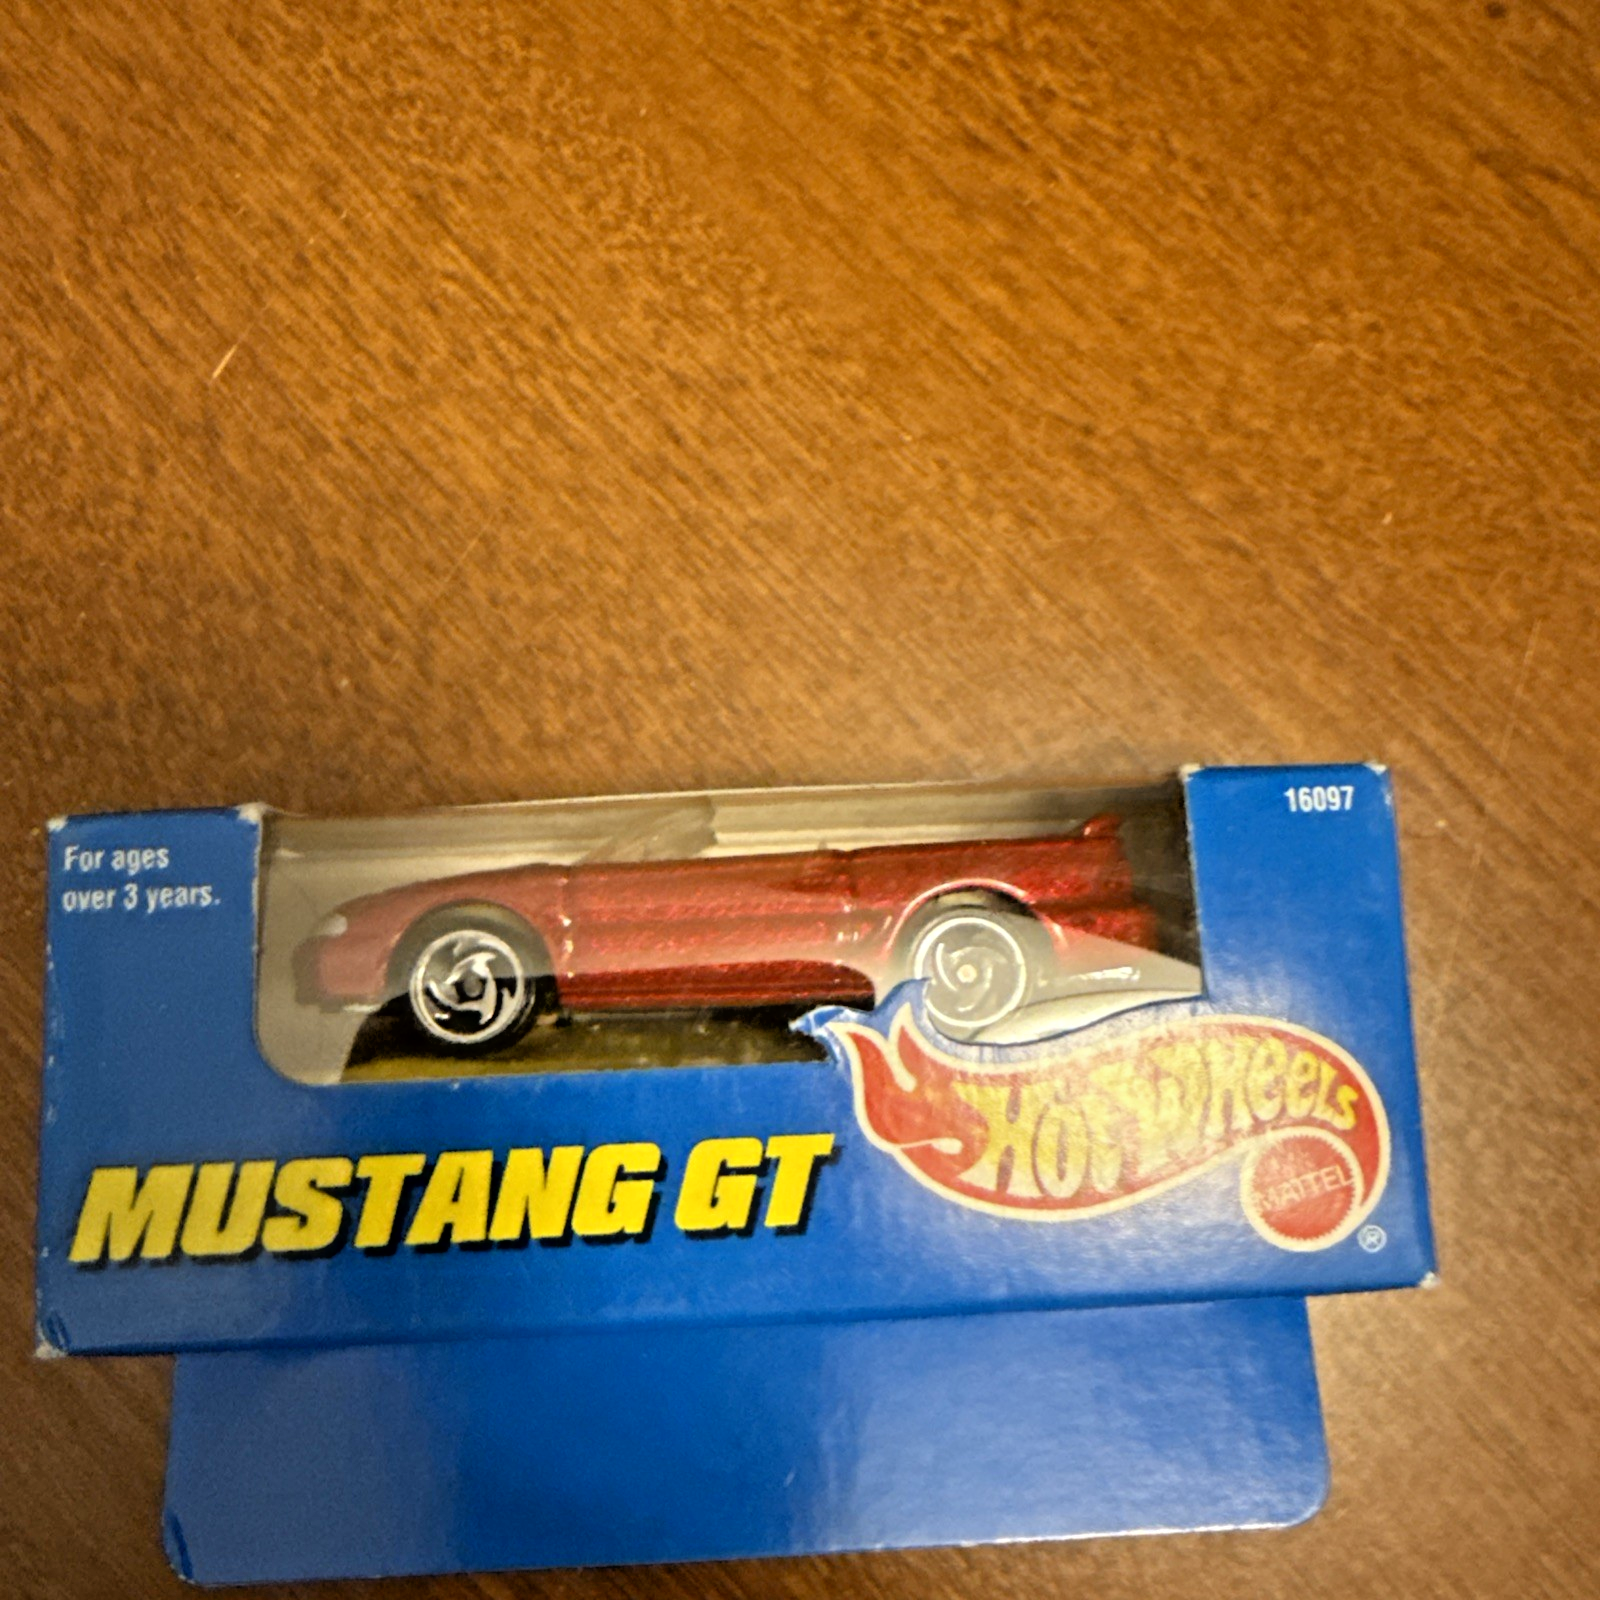 16097
For ages
over 3 years.
HOT WHEELS
MATTEL
®
MUSTANG GT